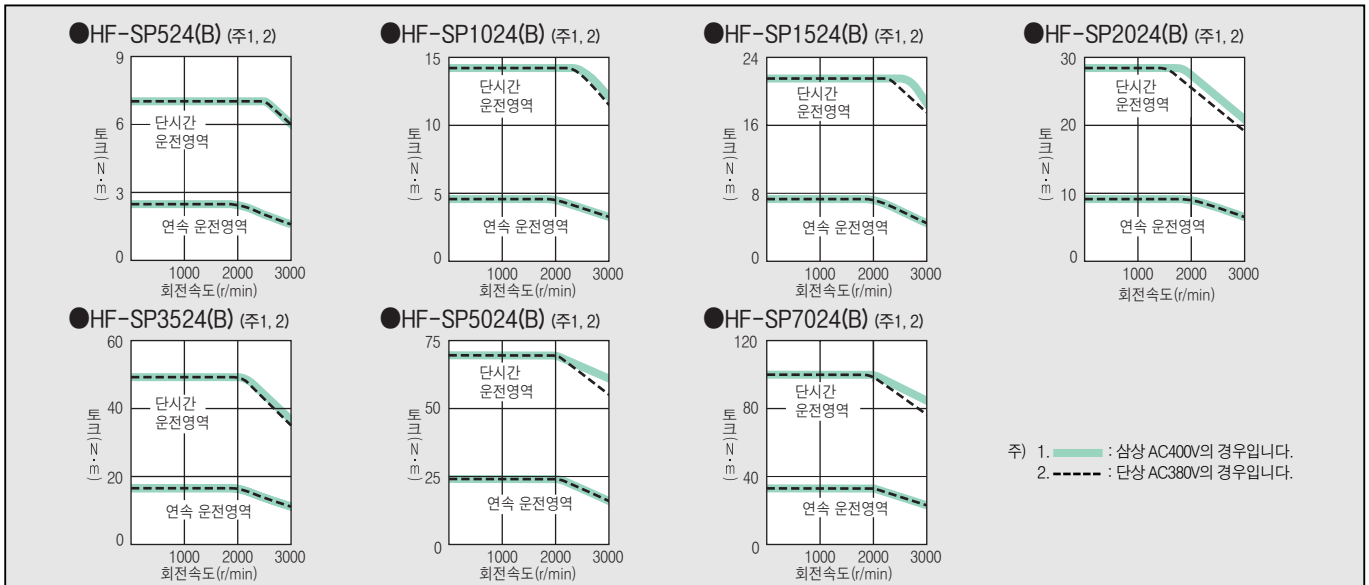 ●HF-SP524(B) (주1, 2)
9
6
3
0
토크(N·m)
단시간
운전영역
연속 운전영역
1000 2000 3000
회전속도(r/min)
●HF-SP1024(B) (주1, 2)
15
10
5
0
토크(N·m)
단시간
운전영역
연속 운전영역
1000 2000 3000
회전속도(r/min)
●HF-SP1524(B) (주1, 2)
24
16
8
0
토크(N·m)
단시간
운전영역
연속 운전영역
1000 2000 3000
회전속도(r/min)
●HF-SP2024(B) (주1, 2)
30
20
10
0
토크(N·m)
단시간
운전영역
연속 운전영역
1000 2000 3000
회전속도(r/min)
●HF-SP3524(B) (주1, 2)
60
40
20
0
토크(N·m)
단시간
운전영역
연속 운전영역
1000 2000 3000
회전속도(r/min)
●HF-SP5024(B) (주1, 2)
75
50
25
0
토크(N·m)
단시간
운전영역
연속 운전영역
1000 2000 3000
회전속도(r/min)
●HF-SP7024(B) (주1, 2)
120
80
40
0
토크(N·m)
단시간
운전영역
연속 운전영역
1000 2000 3000
회전속도(r/min)
주) 1. : 삼상 AC400V의 경우입니다.
2. : 단상 AC380V의 경우입니다.